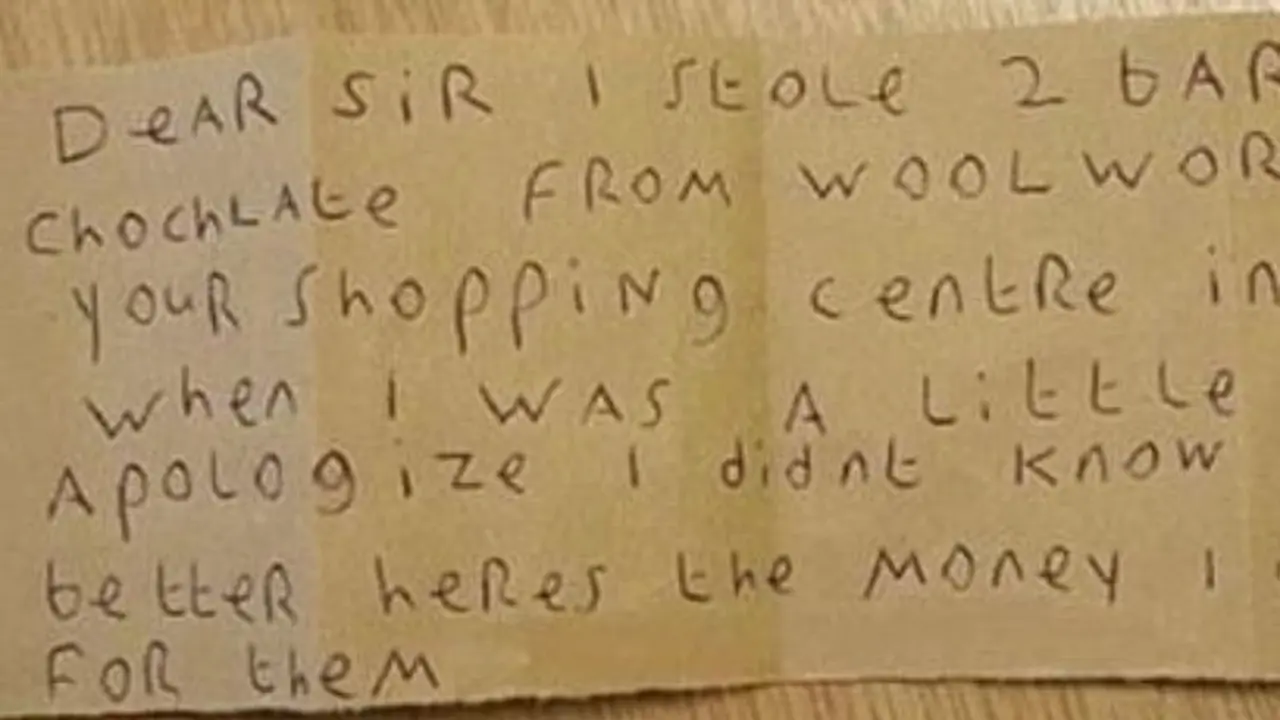 DeAR SiR I StoLe 2 bAR
ChochLAte FROM WOOLWOR
youR Shopping centRe in
when I WAS A LittLe
ApoLogize I didnt know
betteR heRes the money I
FOR theM